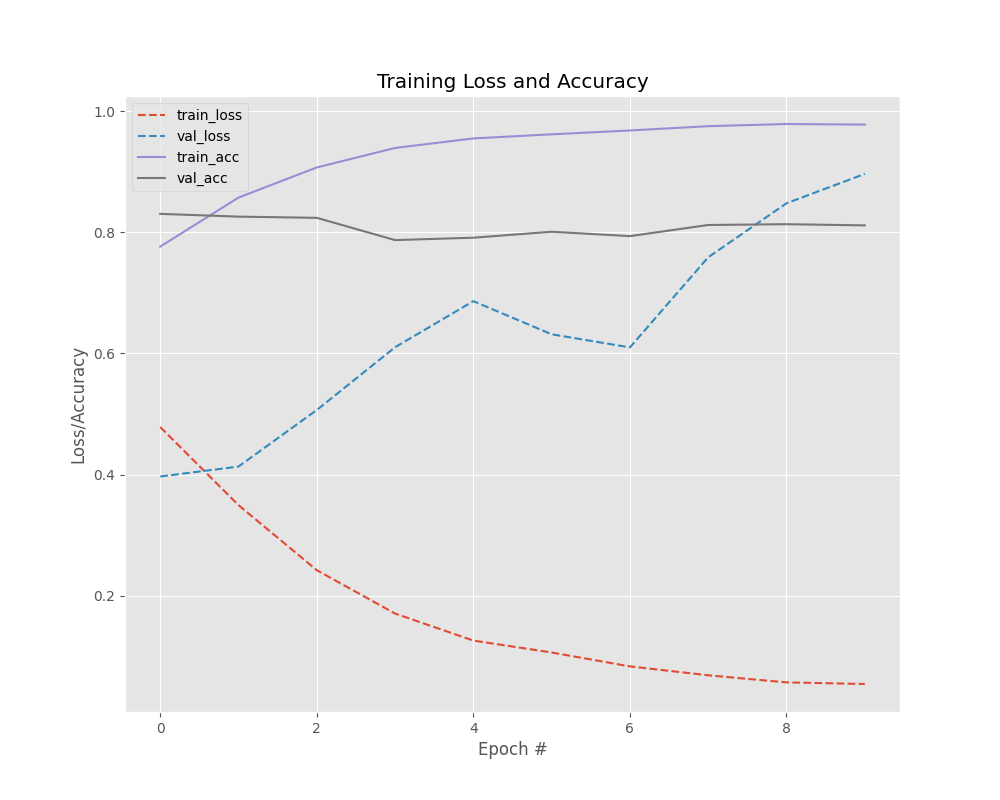 Training Loss and Accuracy
train_loss
val_loss
train_acc
val_acc
1.0
0.8
0.6
0.4
0.2
Loss/Accuracy
0 2 4 6 8
Epoch #